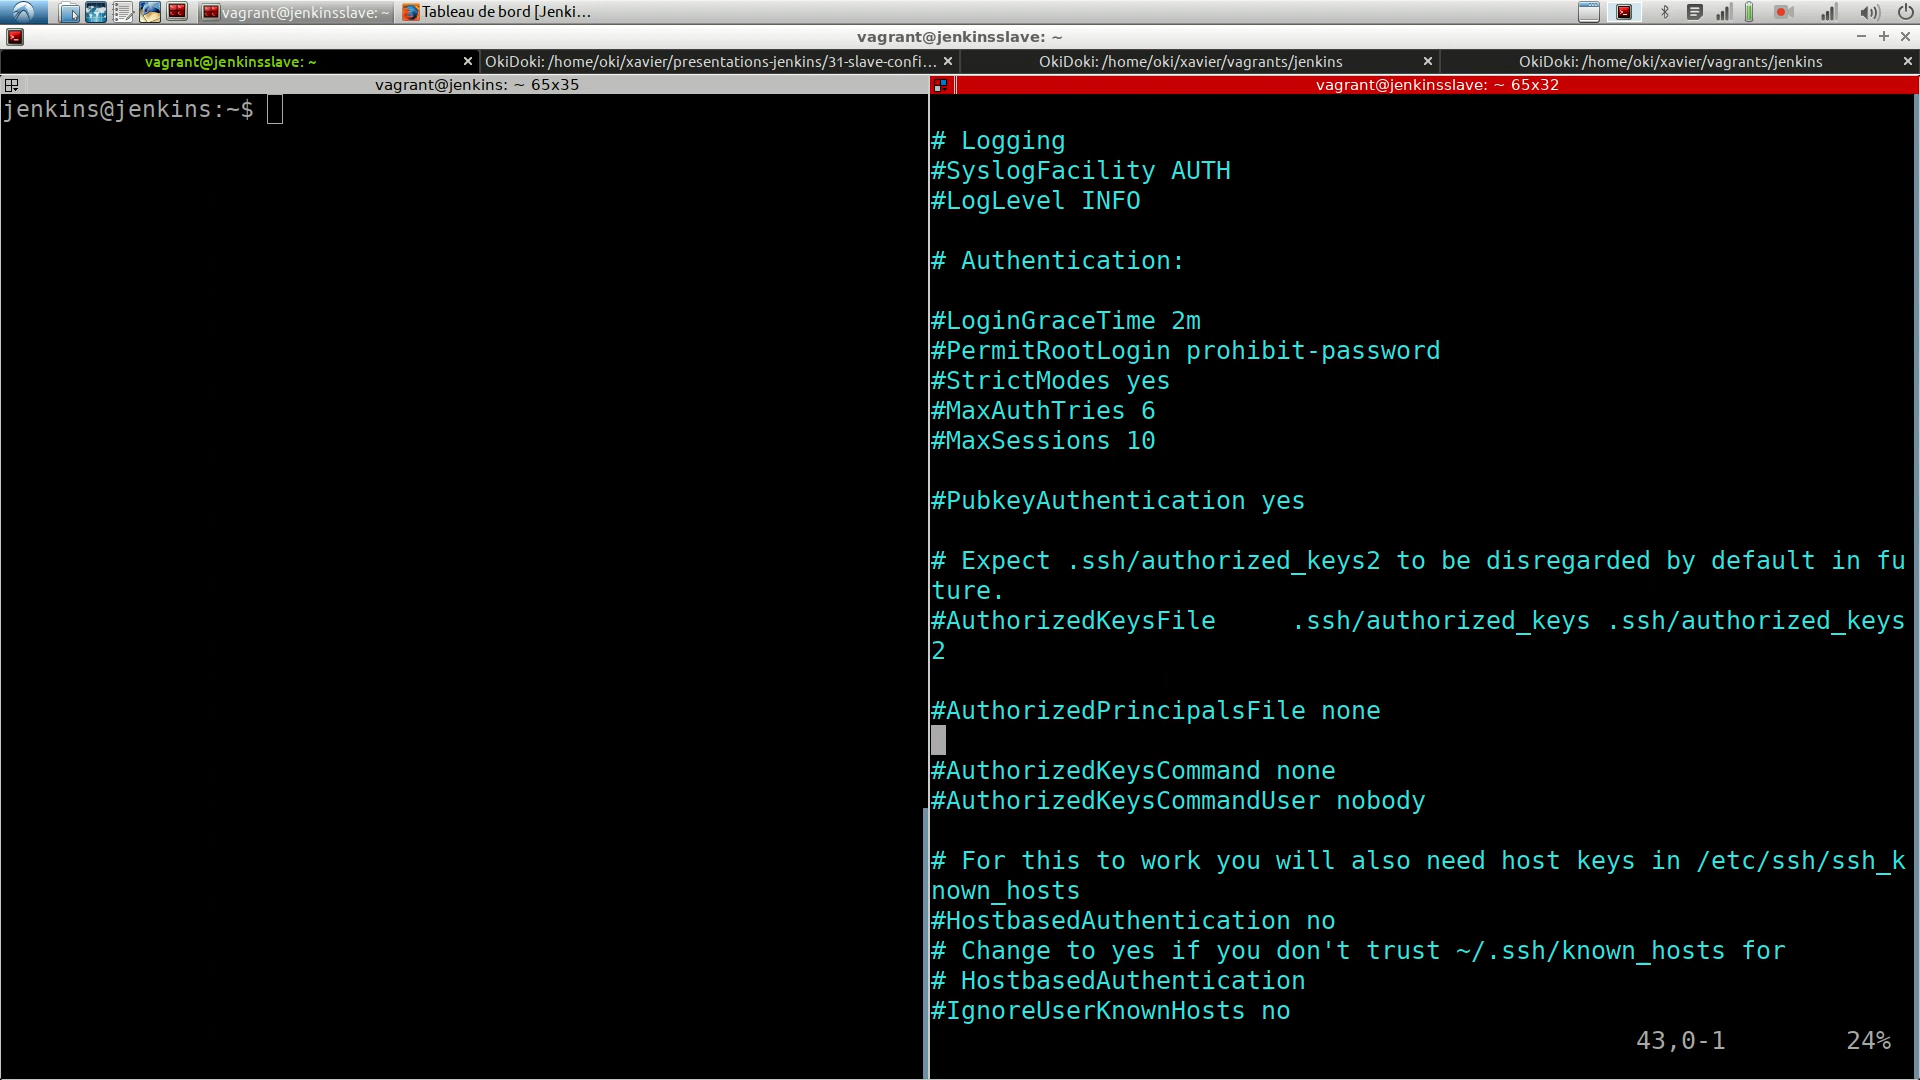 vagrant@jenkinsslave: ~
Tableau de bord [Jenki...
vagrant@jenkinsslave: ~
vagrant@jenkinsslave: ~
OkiDoki: /home/oki/xavier/presentations-jenkins/31-slave-confi...
OkiDoki: /home/oki/xavier/vagrants/jenkins
OkiDoki: /home/oki/xavier/vagrants/jenkins
vagrant@jenkins: ~ 65x35
jenkins@jenkins:~$
vagrant@jenkinsslave: ~ 65x32
# Logging
#SyslogFacility AUTH
#LogLevel INFO
# Authentication:
#LoginGraceTime 2m
#PermitRootLogin prohibit-password
#StrictModes yes
#MaxAuthTries 6
#MaxSessions 10
#PubkeyAuthentication yes
# Expect .ssh/authorized_keys2 to be disregarded by default in fu
ture.
#AuthorizedKeysFile     .ssh/authorized_keys .ssh/authorized_keys
2
#AuthorizedPrincipalsFile none
#AuthorizedKeysCommand none
#AuthorizedKeysCommandUser nobody
# For this to work you will also need host keys in /etc/ssh/ssh_k
nown_hosts
#HostbasedAuthentication no
# Change to yes if you don't trust ~/.ssh/known_hosts for
# HostbasedAuthentication
#IgnoreUserKnownHosts no
43,0-1 24%